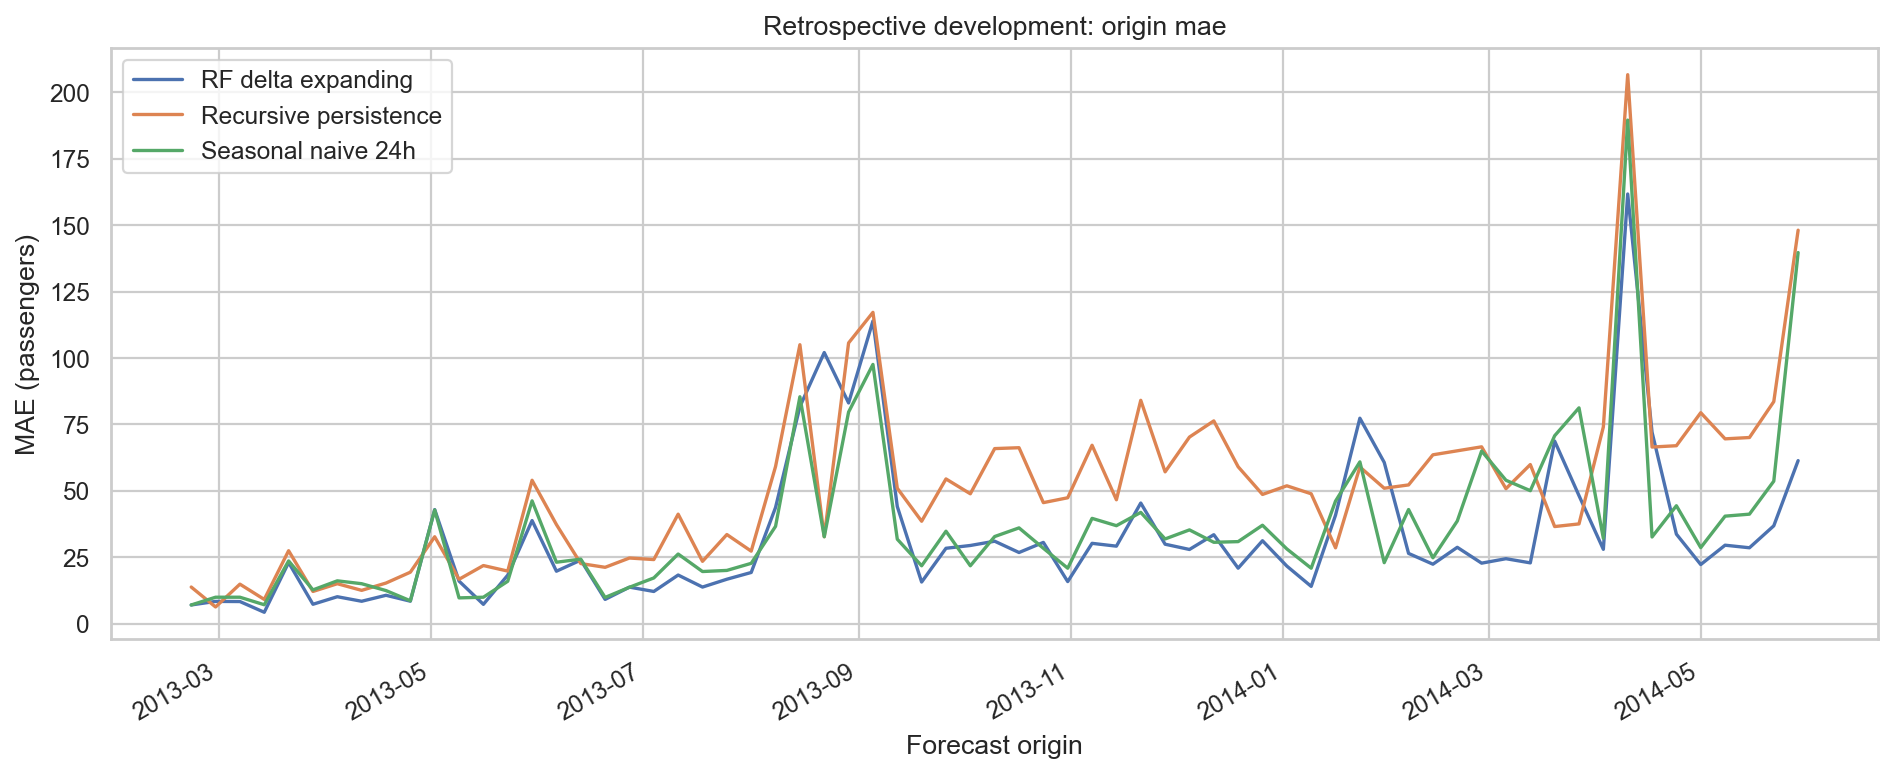 Retrospective development: origin mae
RF delta expanding
Recursive persistence
Seasonal naive 24h
MAE (passengers)
200
175
150
125
100
75
50
25
0
2013-03
2013-05
2013-07
2013-09
2013-11
2014-01
2014-03
2014-05
Forecast origin